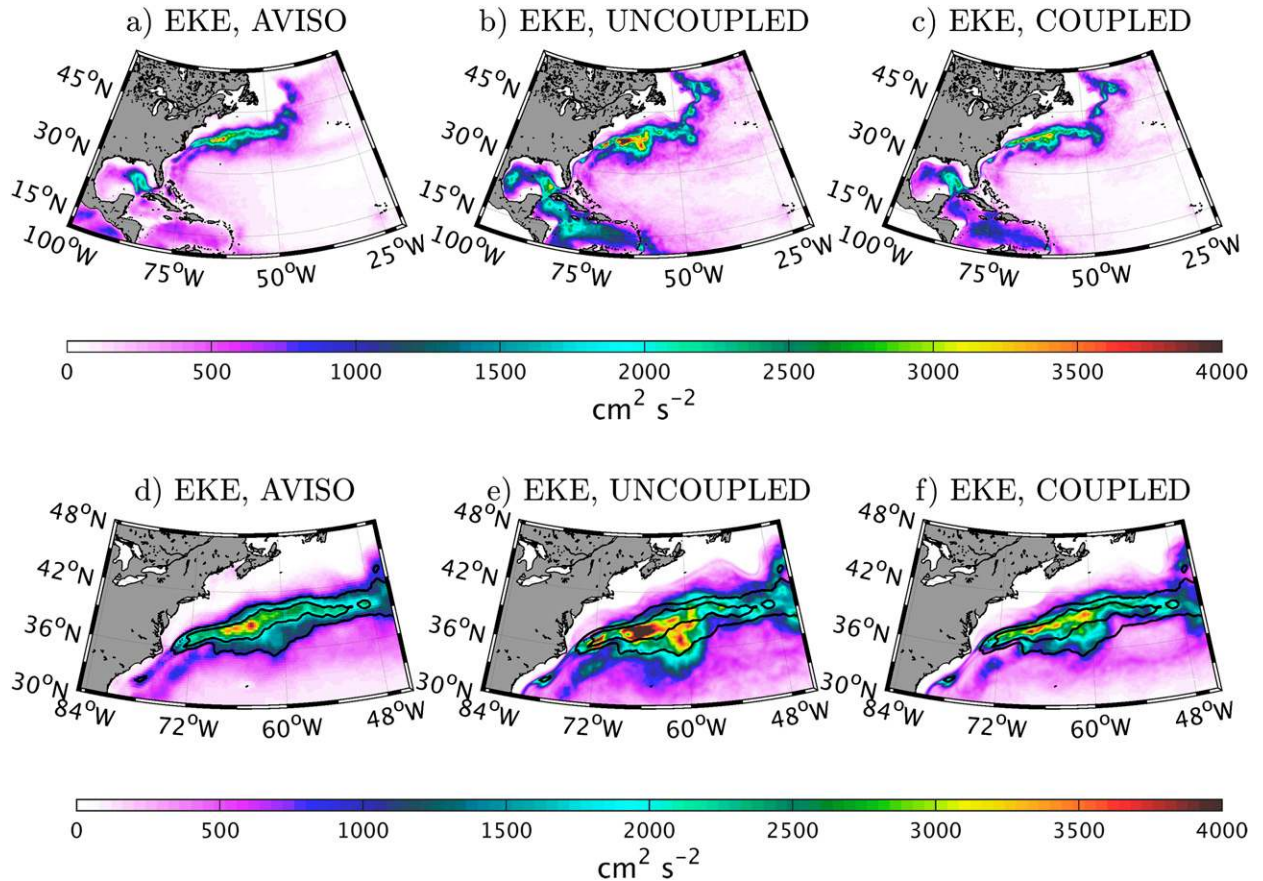 a) EKE, AVISO b) EKE, UNCOUPLED c) EKE, COUPLED
45°N 45°N 45°N
30°N 30°N 30°N
15°N 15°N 15°N
100°W 75°W 50°W 25°W 100°W 75°W 50°W 25°W 100°W 75°W 50°W 25°W
0 500 1000 1500 2000 2500 3000 3500 4000
cm² s⁻²
d) EKE, AVISO e) EKE, UNCOUPLED f) EKE, COUPLED
48°N 48°N 48°N
42°N 42°N 42°N
36°N 36°N 36°N
30°N 30°N 30°N
84°W 72°W 60°W 48°W 84°W 72°W 60°W 48°W 84°W 72°W 60°W 48°W
0 500 1000 1500 2000 2500 3000 3500 4000
cm² s⁻²